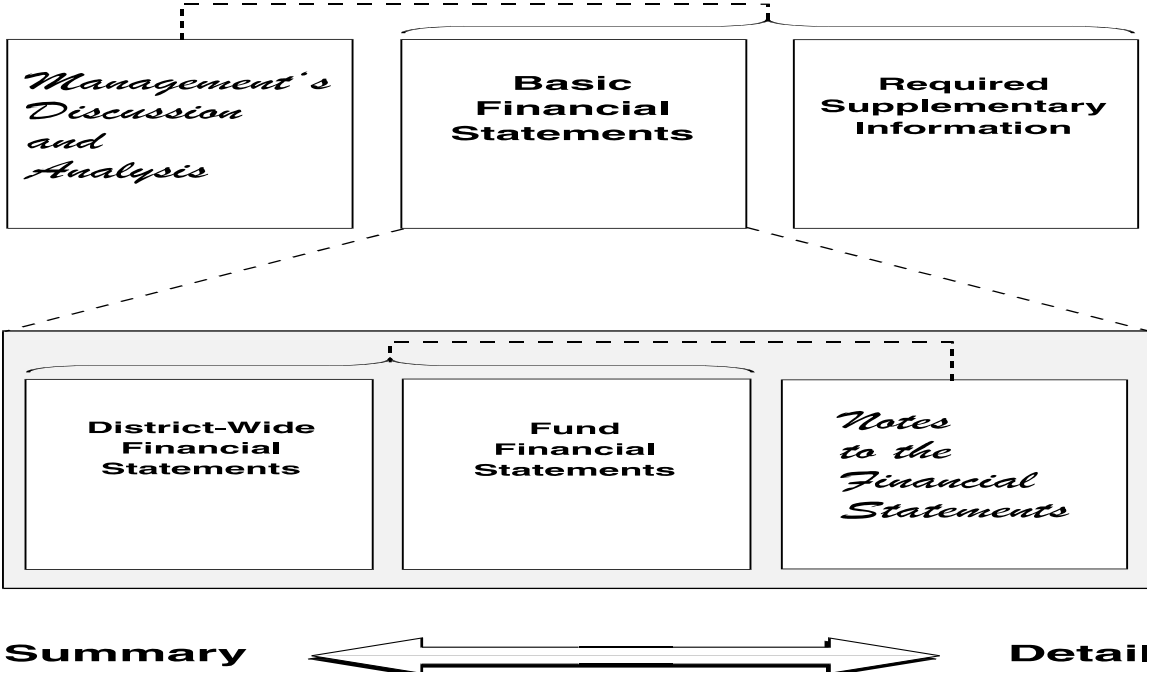 Management's
Discussion
and
Analysis
Basic
Financial
Statements
Required
Supplementary
Information
District-Wide
Financial
Statements
Fund
Financial
Statements
Notes
to the
Financial
Statements
Summary
Detail